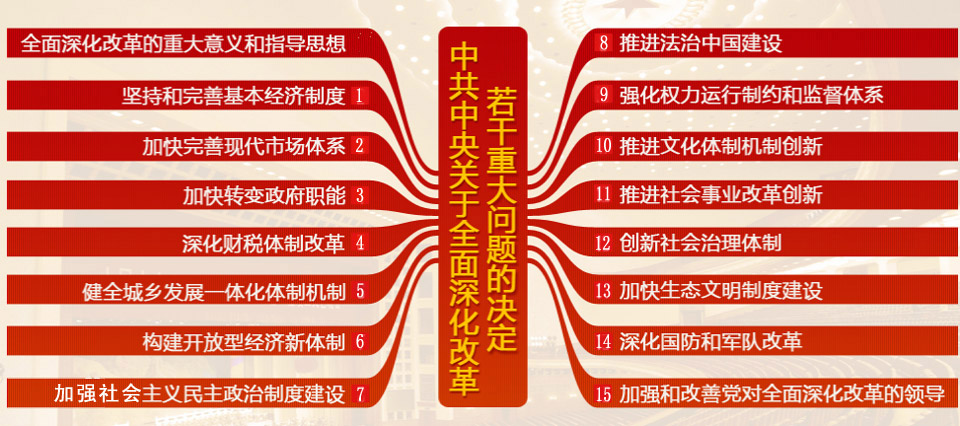 中共中央关于全面深化改革
若干重大问题的决定
全面深化改革的重大意义和指导思想
坚持和完善基本经济制度 1
加快完善现代市场体系 2
加快转变政府职能 3
深化财税体制改革 4
健全城乡发展一体化体制机制 5
构建开放型经济新体制 6
加强社会主义民主政治制度建设 7
8 推进法治中国建设
9 强化权力运行制约和监督体系
10 推进文化体制机制创新
11 推进社会事业改革创新
12 创新社会治理体制
13 加快生态文明制度建设
14 深化国防和军队改革
15 加强和改善党对全面深化改革的领导